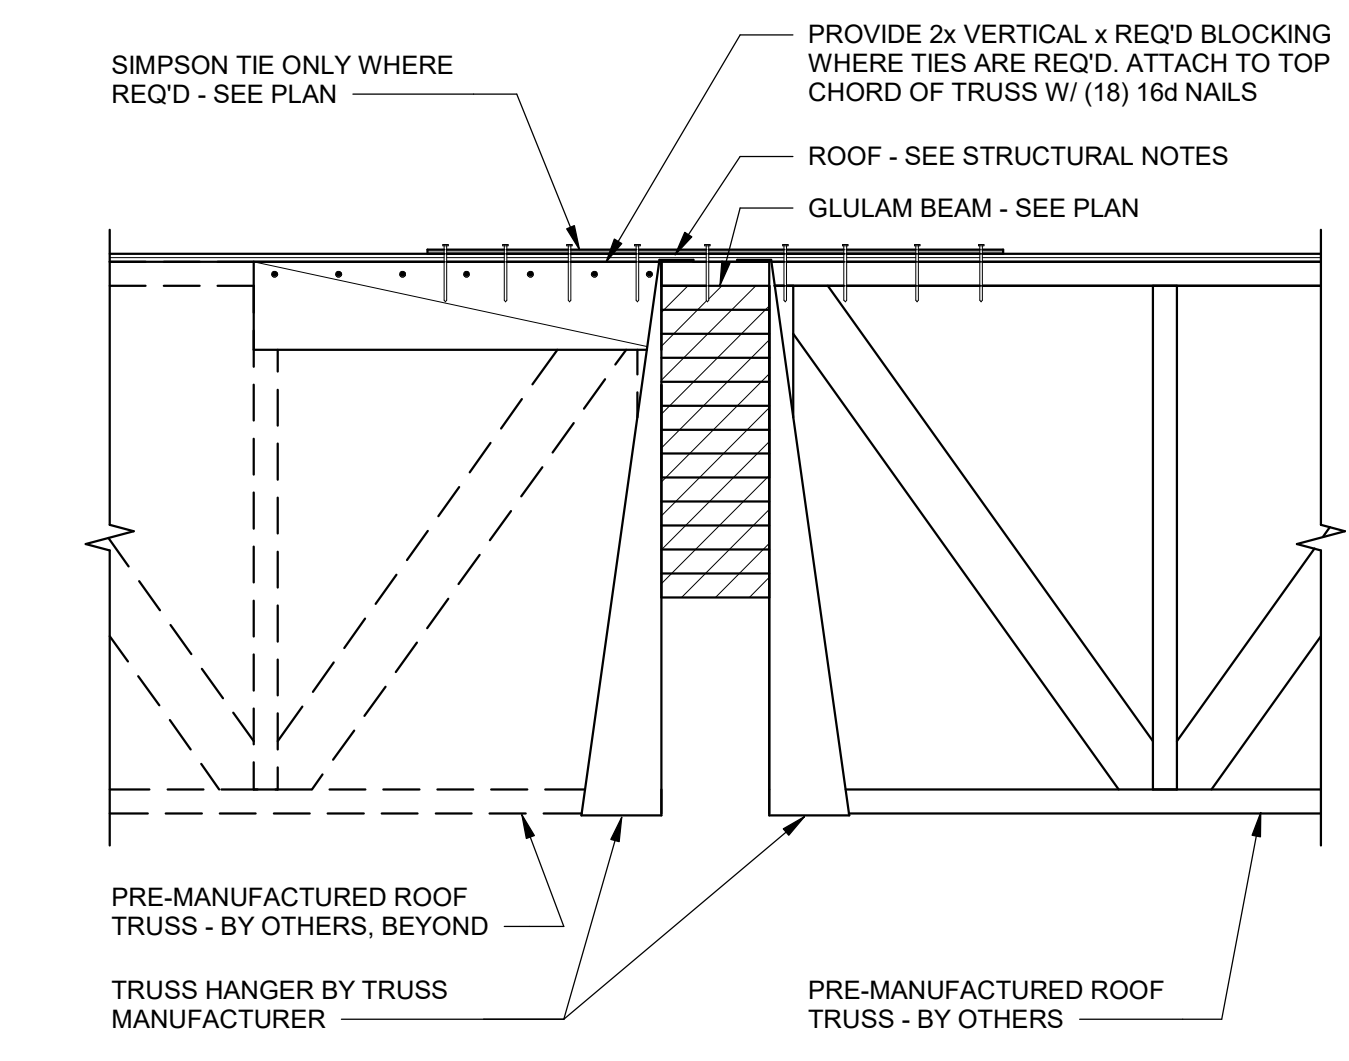 SIMPSON TIE ONLY WHERE
REQ'D - SEE PLAN
PROVIDE 2x VERTICAL x REQ'D BLOCKING
WHERE TIES ARE REQ'D. ATTACH TO TOP
CHORD OF TRUSS W/ (18) 16d NAILS
ROOF - SEE STRUCTURAL NOTES
GLULAM BEAM - SEE PLAN
PRE-MANUFACTURED ROOF
TRUSS - BY OTHERS, BEYOND
TRUSS HANGER BY TRUSS
MANUFACTURER
PRE-MANUFACTURED ROOF
TRUSS - BY OTHERS